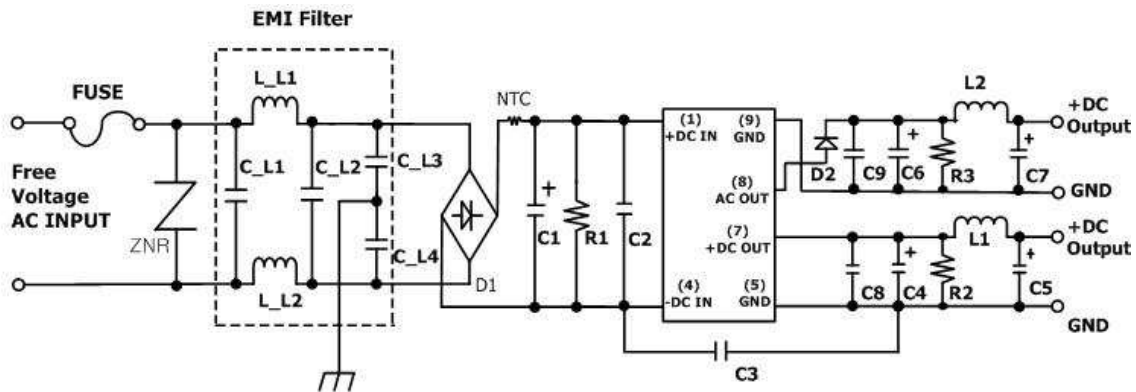 EMI Filter
L_L1
FUSE
NTC
L2
+DC
Output
(1)
+DC IN
(9)
GND
C_L1
C_L2
C_L3
Free
Voltage
AC INPUT
ZNR
D2
C9
C6
R3
C7
(8)
AC OUT
GND
+DC
Output
C1
R1
C2
(7)
+DC OUT
L1
C_L4
D1
L_L2
(4)
-DC IN
(5)
GND
C8
C4
R2
C5
GND
C3